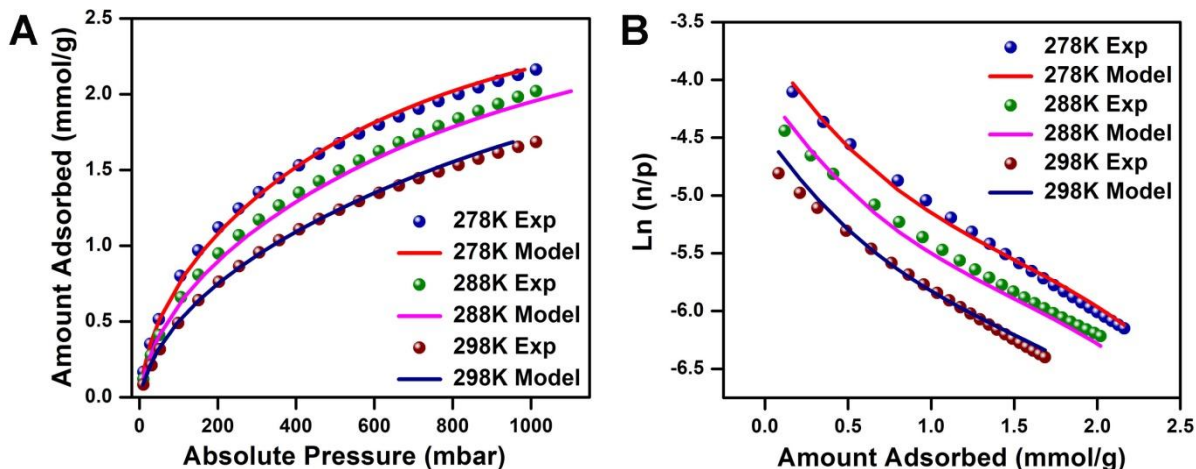 A
Amount Adsorbed (mmol/g)
2.5
2.0
1.5
1.0
0.5
0.0
278K Exp
278K Model
288K Exp
288K Model
298K Exp
298K Model
0
200
400
600
800
1000
Absolute Pressure (mbar)
B
Ln (n/p)
-3.5
-4.0
-4.5
-5.0
-5.5
-6.0
-6.5
278K Exp
278K Model
288K Exp
288K Model
298K Exp
298K Model
0.0
0.5
1.0
1.5
2.0
2.5
Amount Adsorbed (mmol/g)